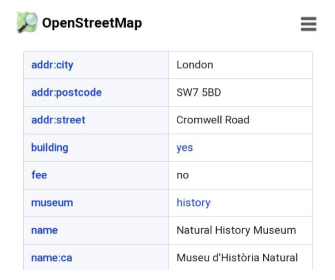 OpenStreetMap
addr:city London
addr:postcode SW7 5BD
addr:street Cromwell Road
building yes
fee no
museum history
name Natural History Museum
name:ca Museu d'Història Natural